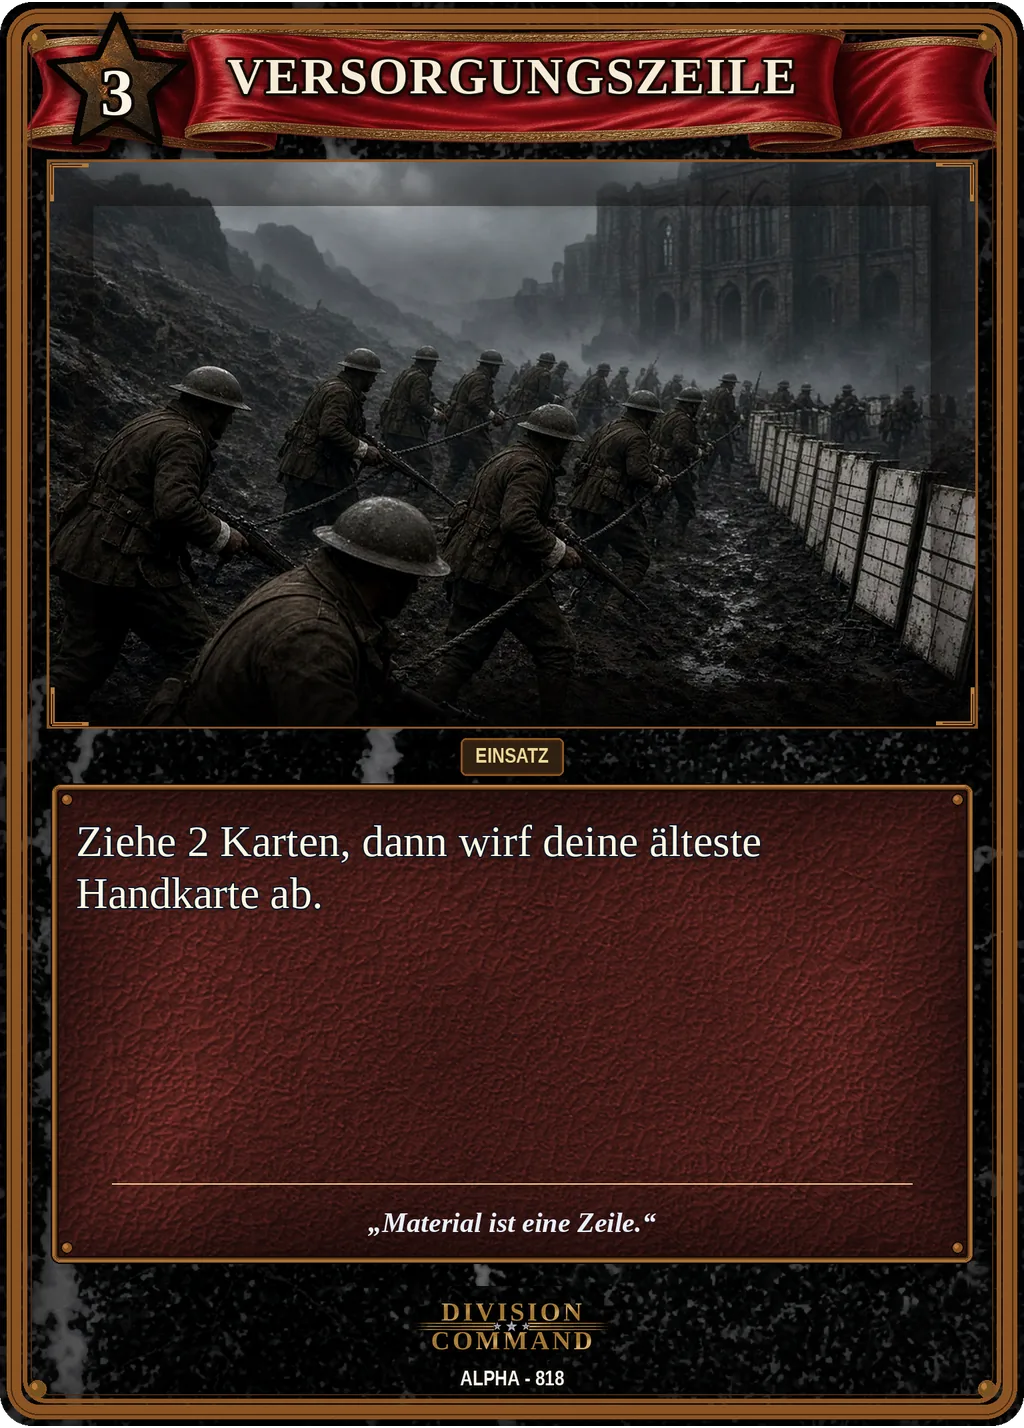 3
VERSORGUNGSZEILE
EINSATZ
Ziehe 2 Karten, dann wirf deine älteste
Handkarte ab.
„Material ist eine Zeile.“
DIVISION
COMMAND
ALPHA - 818